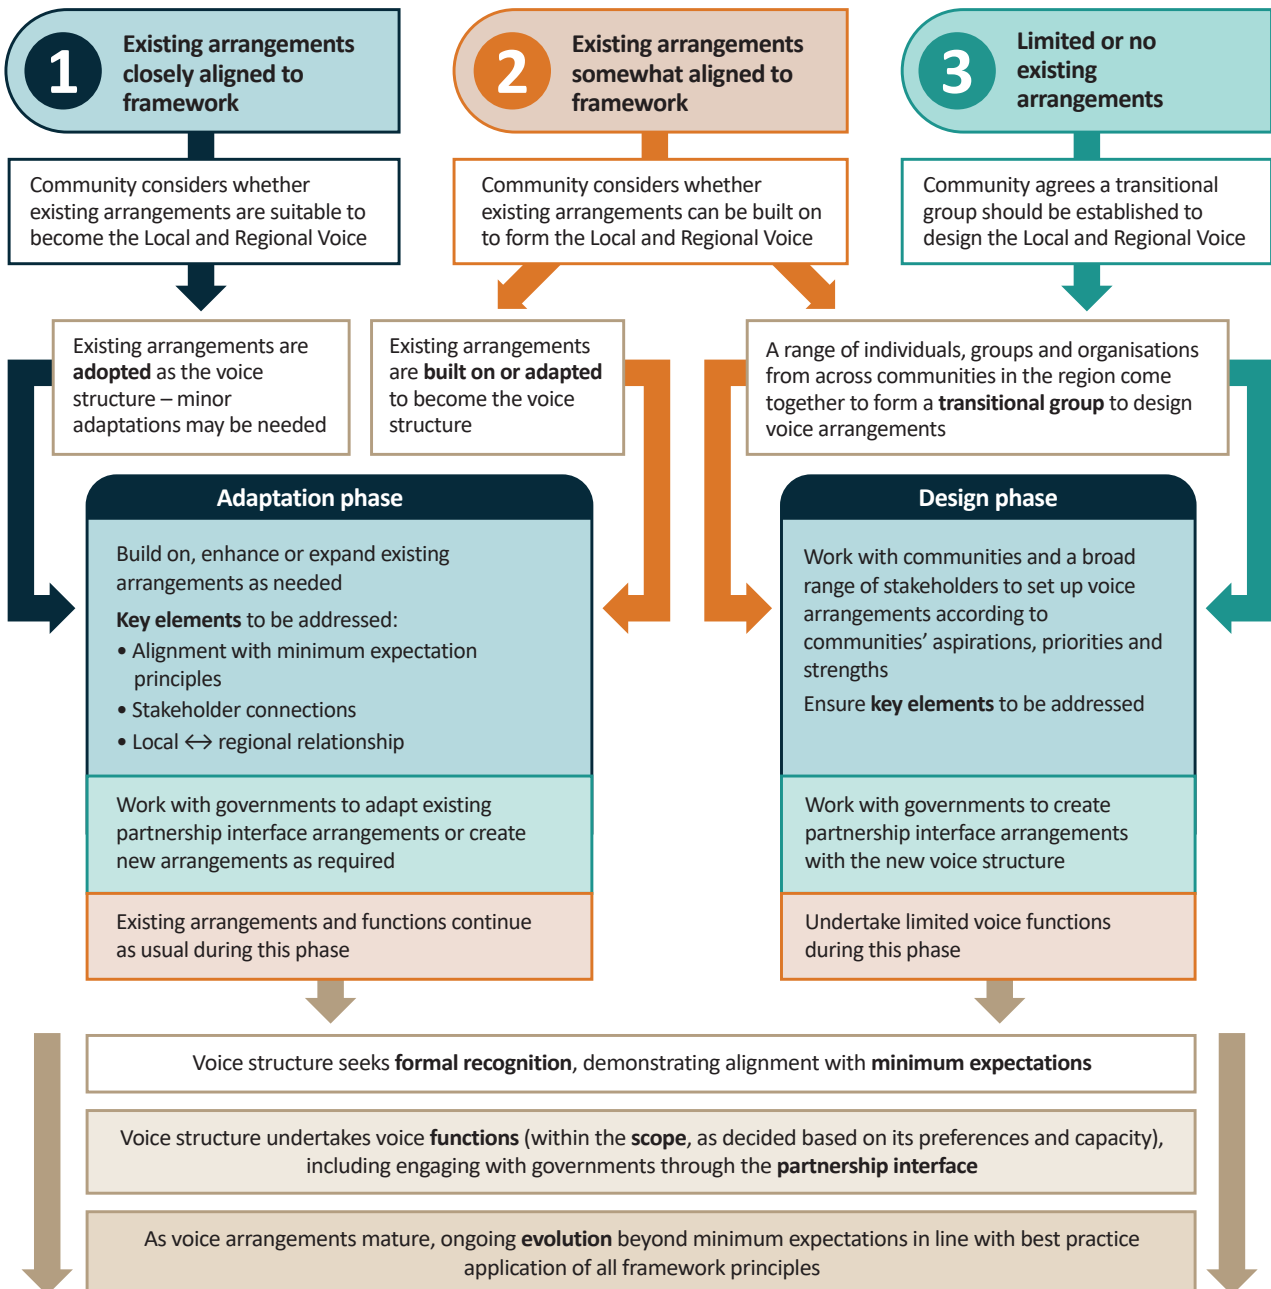 1
Existing arrangements
closely aligned to
framework
2
Existing arrangements
somewhat aligned to
framework
3
Limited or no
existing
arrangements
Community considers whether
existing arrangements are suitable to
become the Local and Regional Voice
Community considers whether
existing arrangements can be built on
to form the Local and Regional Voice
Community agrees a transitional
group should be established to
design the Local and Regional Voice
Existing arrangements are
adopted as the voice
structure – minor
adaptations may be needed
Existing arrangements
are built on or adapted
to become the voice
structure
A range of individuals, groups and organisations
from across communities in the region come
together to form a transitional group to design
voice arrangements
Adaptation phase
Build on, enhance or expand existing
arrangements as needed
Key elements to be addressed:
• Alignment with minimum expectation
principles
• Stakeholder connections
• Local ↔ regional relationship
Work with governments to adapt existing
partnership interface arrangements or create
new arrangements as required
Existing arrangements and functions continue
as usual during this phase
Design phase
Work with communities and a broad
range of stakeholders to set up voice
arrangements according to
communities’ aspirations, priorities and
strengths
Ensure key elements to be addressed
Work with governments to create
partnership interface arrangements
with the new voice structure
Undertake limited voice functions
during this phase
Voice structure seeks formal recognition, demonstrating alignment with minimum expectations
Voice structure undertakes voice functions (within the scope, as decided based on its preferences and capacity),
including engaging with governments through the partnership interface
As voice arrangements mature, ongoing evolution beyond minimum expectations in line with best practice
application of all framework principles